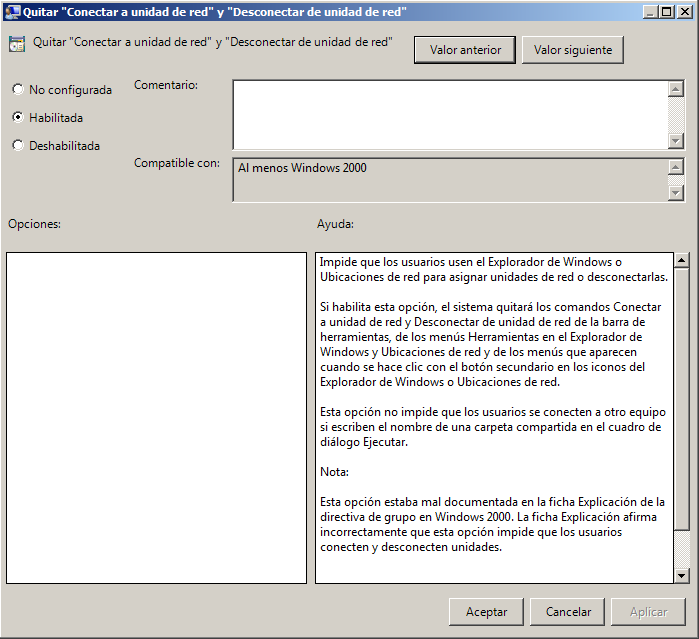 Quitar "Conectar a unidad de red" y "Desconectar de unidad de red"
Quitar "Conectar a unidad de red" y "Desconectar de unidad de red"
Valor anterior
Valor siguiente
No configurada
Habilitada
Deshabilitada
Comentario:
Compatible con:
Al menos Windows 2000
Opciones:
Ayuda:
Impide que los usuarios usen el Explorador de Windows o
Ubicaciones de red para asignar unidades de red o desconectarlas.
Si habilita esta opción, el sistema quitará los comandos Conectar
a unidad de red y Desconectar de unidad de red de la barra de
herramientas, de los menús Herramientas en el Explorador de
Windows y Ubicaciones de red y de los menús que aparecen
cuando se hace clic con el botón secundario en los iconos del
Explorador de Windows o Ubicaciones de red.
Esta opción no impide que los usuarios se conecten a otro equipo
si escriben el nombre de una carpeta compartida en el cuadro de
diálogo Ejecutar.
Nota:
Esta opción estaba mal documentada en la ficha Explicación de la
directiva de grupo en Windows 2000. La ficha Explicación afirma
incorrectamente que esta opción impide que los usuarios
conecten y desconecten unidades.
Aceptar
Cancelar
Aplicar